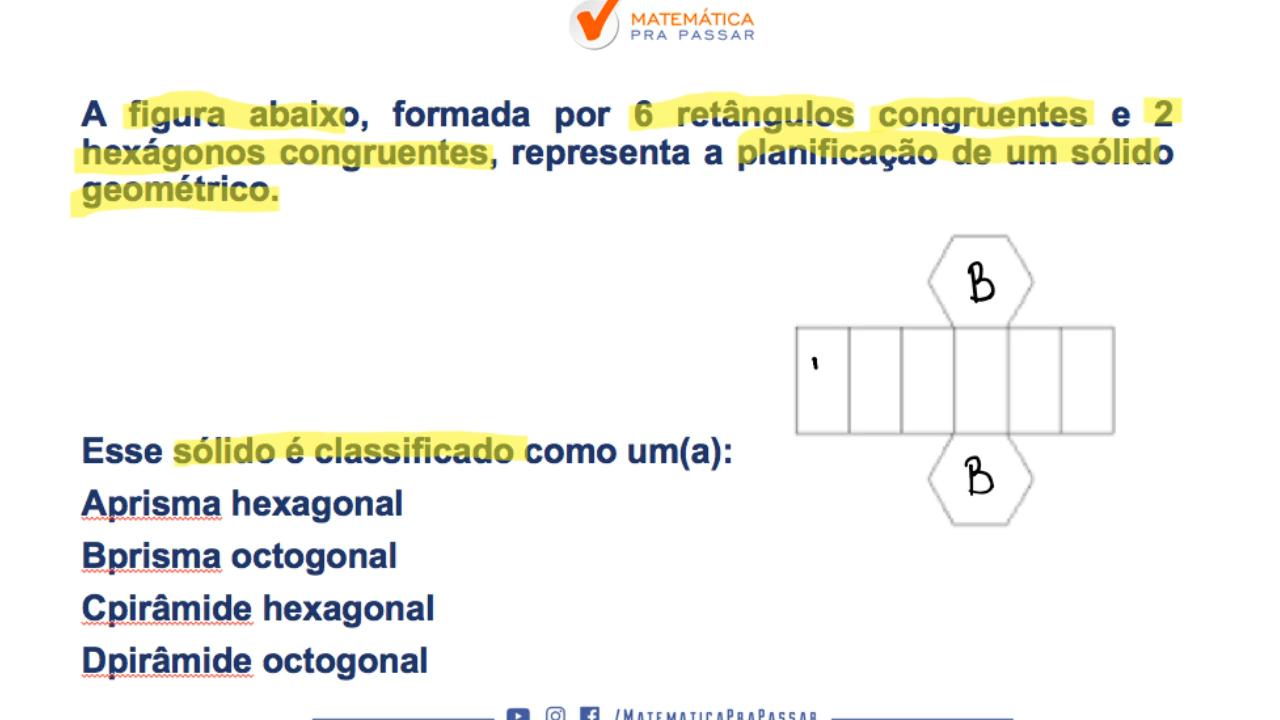 MATEMÁTICA
PRA PASSAR
A figura abaixo, formada por 6 retângulos congruentes e 2
hexágonos congruentes, representa a planificação de um sólido
geométrico.
B
B
Esse sólido é classificado como um(a):
Aprisma hexagonal
Bprisma octogonal
Cpirâmide hexagonal
Dpirâmide octogonal
/MATEMATICAPRAPASSAR